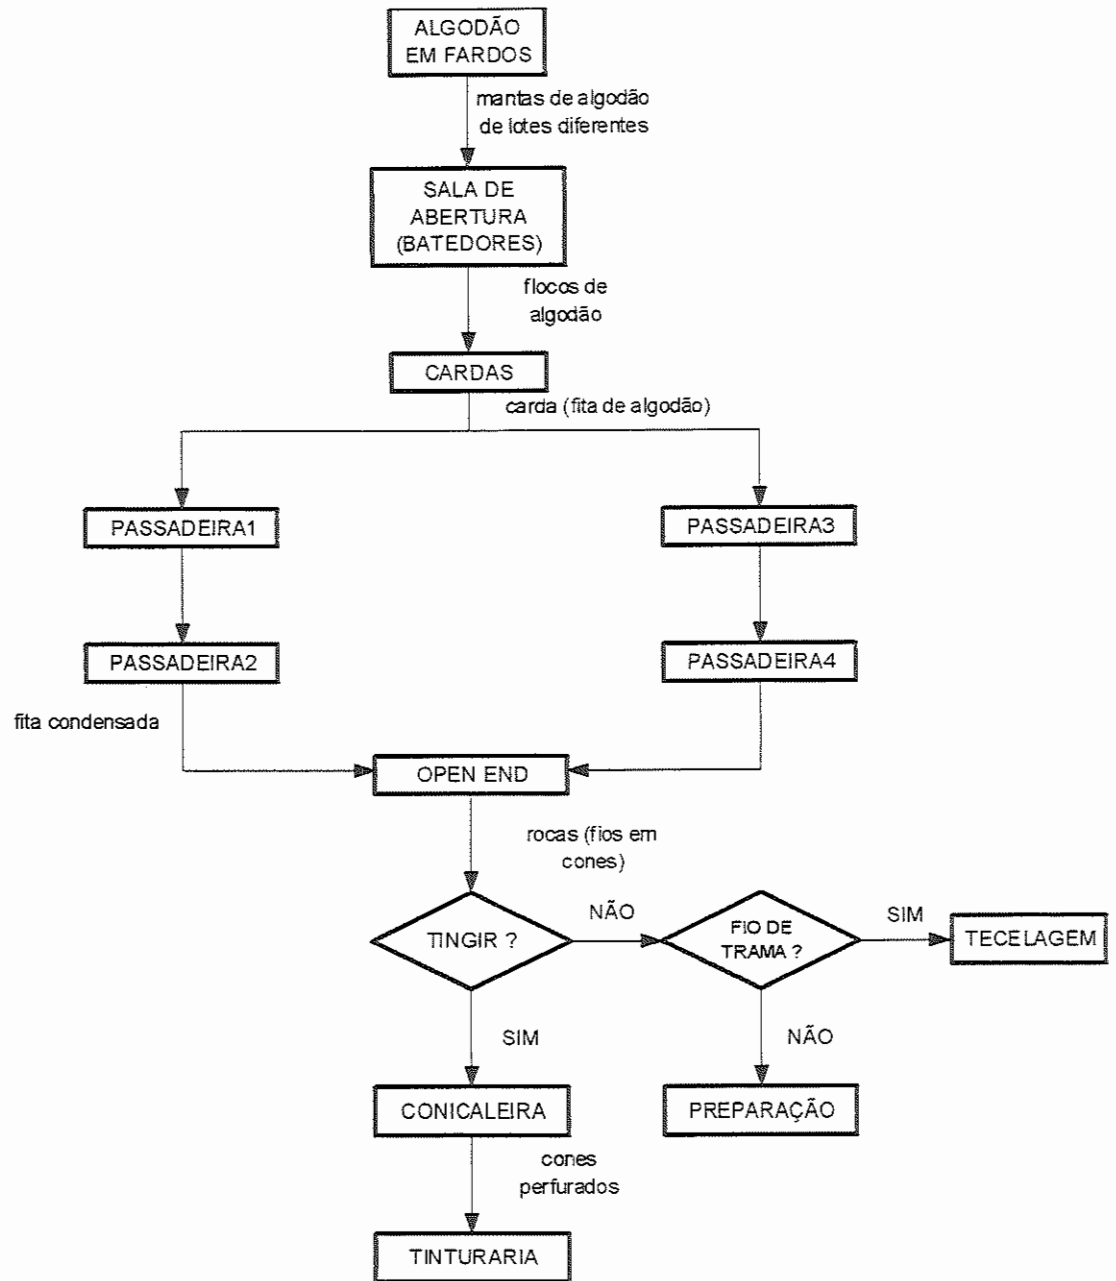 ALGODÃO
EM FARDOS
mantas de algodão
de lotes diferentes
SALA DE
ABERTURA
(BATEDORES)
flocos de
algodão
CARDAS
carda (fita de algodão)
PASSADEIRA1
PASSADEIRA3
PASSADEIRA2
PASSADEIRA4
fita condensada
OPEN END
rocas (fios em
cones)
TINGIR ?
NÃO
FIO DE
TRAMA ?
SIM
TECELAGEM
SIM
NÃO
CONICALEIRA
PREPARAÇÃO
cones
perfurados
TINTURARIA